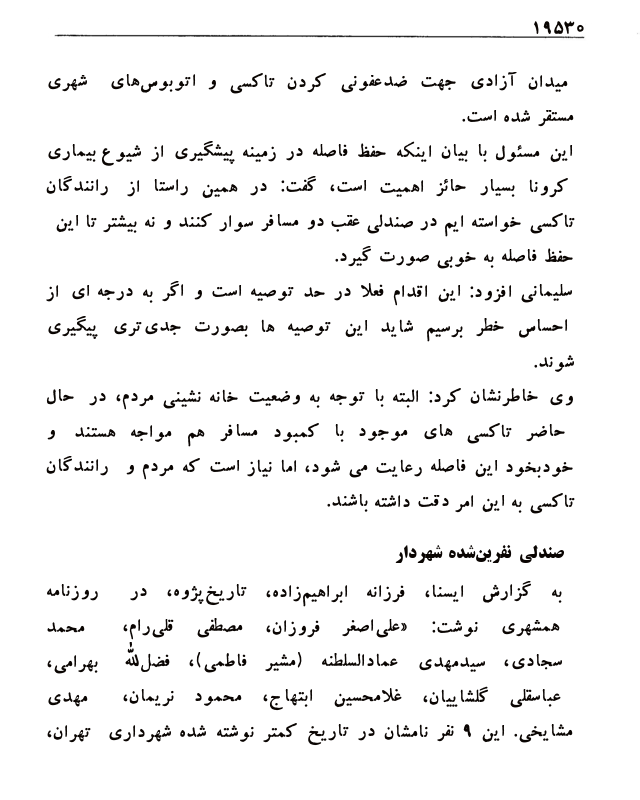 ۱۹۵۳۰
میدان آزادی جهت ضدعفونی کردن تاکسی و اتوبوس‌های شهری
مستقر شده است.
این مسئول با بیان اینکه حفظ فاصله در زمینه پیشگیری از شیوع بیماری
کرونا بسیار حائز اهمیت است، گفت: در همین راستا از رانندگان
تاکسی خواسته ایم در صندلی عقب دو مسافر سوار کنند و نه بیشتر تا این
حفظ فاصله به خوبی صورت گیرد.
سلیمانی افزود: این اقدام فعلا در حد توصیه است و اگر به درجه ای از
احساس خطر برسیم شاید این توصیه ها بصورت جدی‌تری پیگیری
شوند.
وی خاطرنشان کرد: البته با توجه به وضعیت خانه نشینی مردم، در حال
حاضر تاکسی های موجود با کمبود مسافر هم مواجه هستند و
خودبخود این فاصله رعایت می شود، اما نیاز است که مردم و رانندگان
تاکسی به این امر دقت داشته باشند.
صندلی نفرین‌شده شهردار
به گزارش ایسنا، فرزانه ابراهیم‌زاده، تاریخ‌پژوه، در روزنامه
همشهری نوشت: «علی‌اصغر فروزان، مصطفی قلی‌رام، محمد
سجادی، سیدمهدی عمادالسلطنه (مشیر فاطمی)، فضل‌الله بهرامی،
عباسقلی گلشاییان، غلامحسین ابتهاج، محمود نریمان، مهدی
مشایخی. این ۹ نفر نامشان در تاریخ کمتر نوشته شده شهرداری تهران،